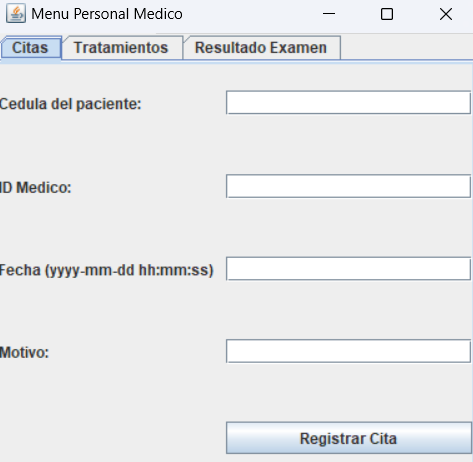 Menu Personal Medico
Citas Tratamientos Resultado Examen
Cedula del paciente:
ID Medico:
Fecha (yyyy-mm-dd hh:mm:ss)
Motivo:
Registrar Cita